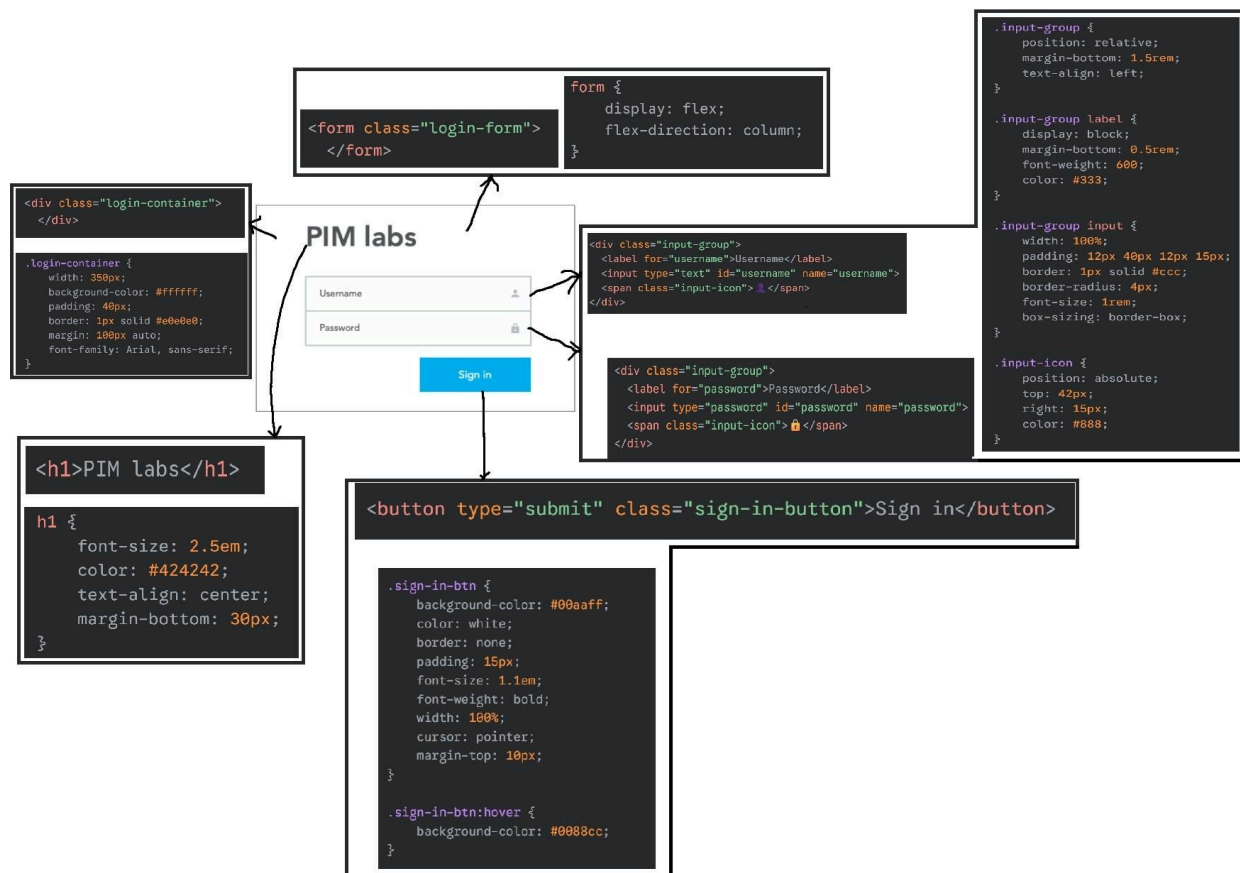 <form class="login-form">
</form>
form {
display: flex;
flex-direction: column;
}
<div class="login-container">
</div>
.login-container {
width: 350px;
background-color: #ffffff;
padding: 40px;
border: 1px solid #e0e0e0;
margin: 100px auto;
font-family: Arial, sans-serif;
}
PIM labs
Username
Password
Sign in
<div class="input-group">
<label for="username">Username</label>
<input type="text" id="username" name="username">
<span class="input-icon">👤</span>
</div>
<div class="input-group">
<label for="password">Password</label>
<input type="password" id="password" name="password">
<span class="input-icon">🔒</span>
</div>
.input-group {
position: relative;
margin-bottom: 1.5rem;
text-align: left;
}
.input-group label {
display: block;
margin-bottom: 0.5rem;
font-weight: 600;
color: #333;
}
.input-group input {
width: 100%;
padding: 12px 40px 12px 15px;
border: 1px solid #ccc;
border-radius: 4px;
font-size: 1rem;
box-sizing: border-box;
}
.input-icon {
position: absolute;
top: 42px;
right: 15px;
color: #888;
}
<h1>PIM labs</h1>
h1 {
font-size: 2.5em;
color: #424242;
text-align: center;
margin-bottom: 30px;
}
<button type="submit" class="sign-in-button">Sign in</button>
.sign-in-btn {
background-color: #00aaff;
color: white;
border: none;
padding: 15px;
font-size: 1.1em;
font-weight: bold;
width: 100%;
cursor: pointer;
margin-top: 10px;
}
.sign-in-btn:hover {
background-color: #0088cc;
}